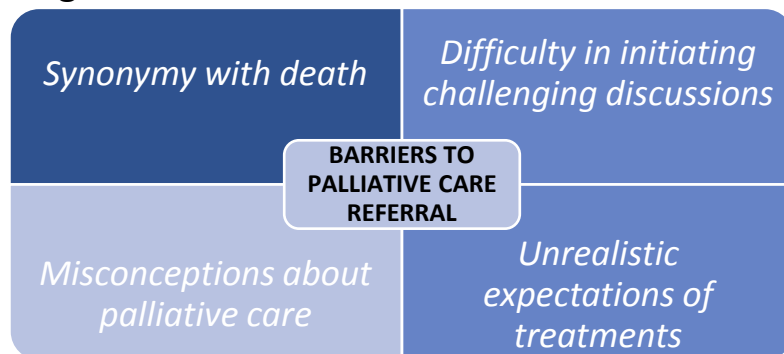 Synonymy with death
Difficulty in initiating
challenging discussions
BARRIERS TO
PALLIATIVE CARE
REFERRAL
Misconceptions about
palliative care
Unrealistic
expectations of
treatments